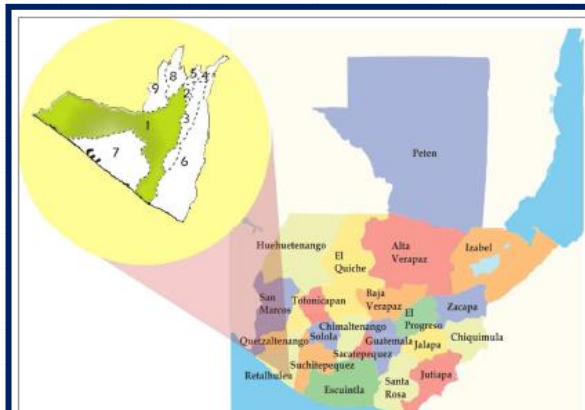 5
8
4
9
2
3
1
7
6
Peten
Huehuetenango
El
Quiche
Alta
Verapaz
Izabel
San
Marcos
Totonicapan
Baja
Verapaz
El
Progreso
Zacapa
Quetzaltenango
Solola
Chimaltenango
Guatemala
Jalapa
Chiquimula
Sacatepequez
Retalhuleu
Suchitepequez
Escuintla
Santa
Rosa
Jutiapa